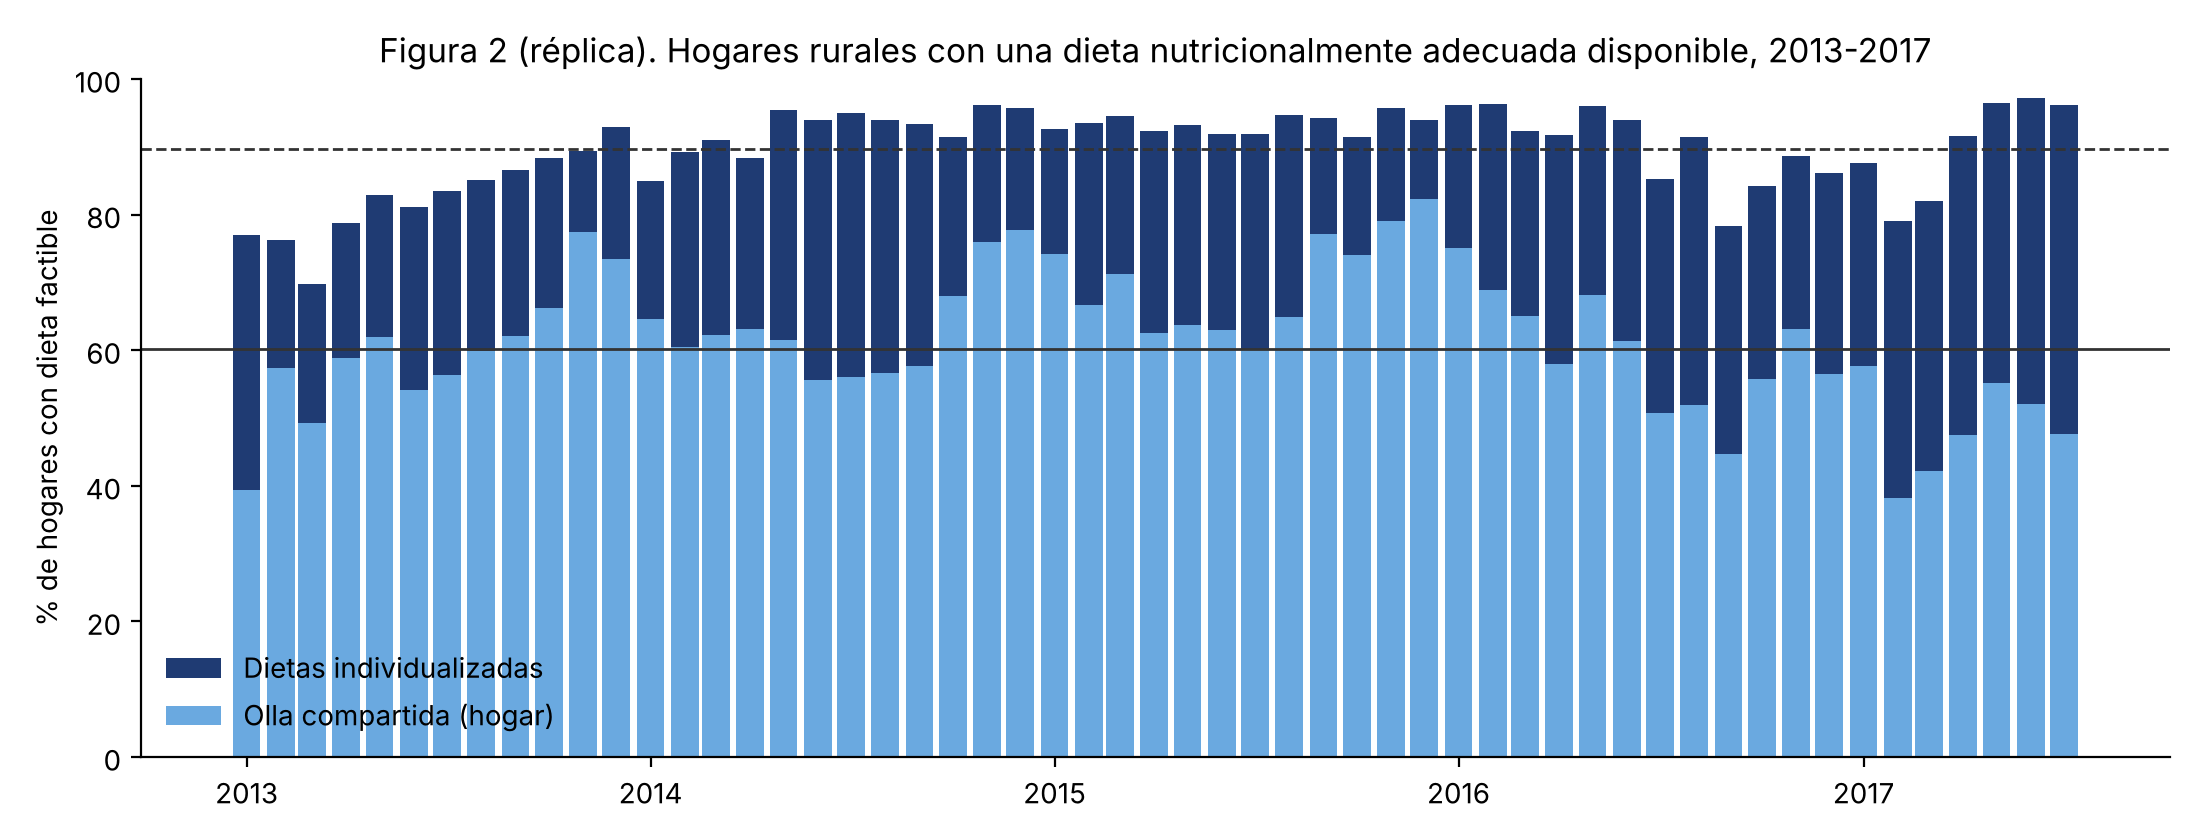 Figura 2 (réplica). Hogares rurales con una dieta nutricionalmente adecuada disponible, 2013-2017
% de hogares con dieta factible
100
80
60
40
20
0
Dietas individualizadas
Olla compartida (hogar)
2013 2014 2015 2016 2017